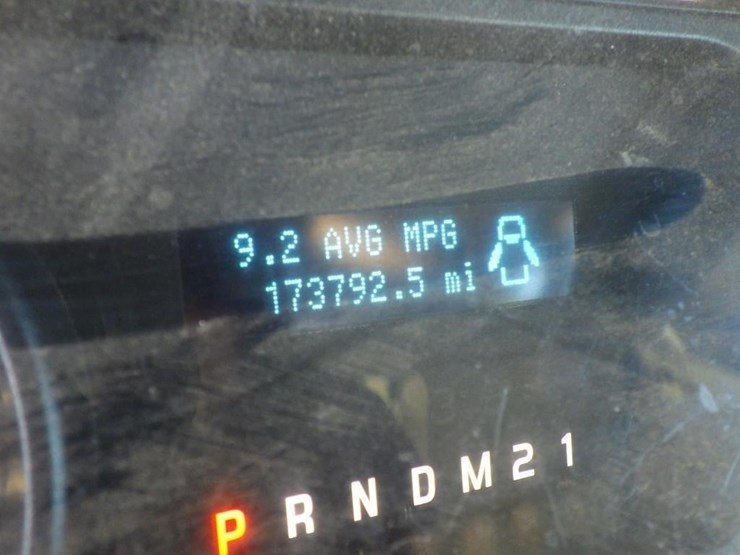 9.2 AVG MPG
173792.5 mi
P R N D M 2 1